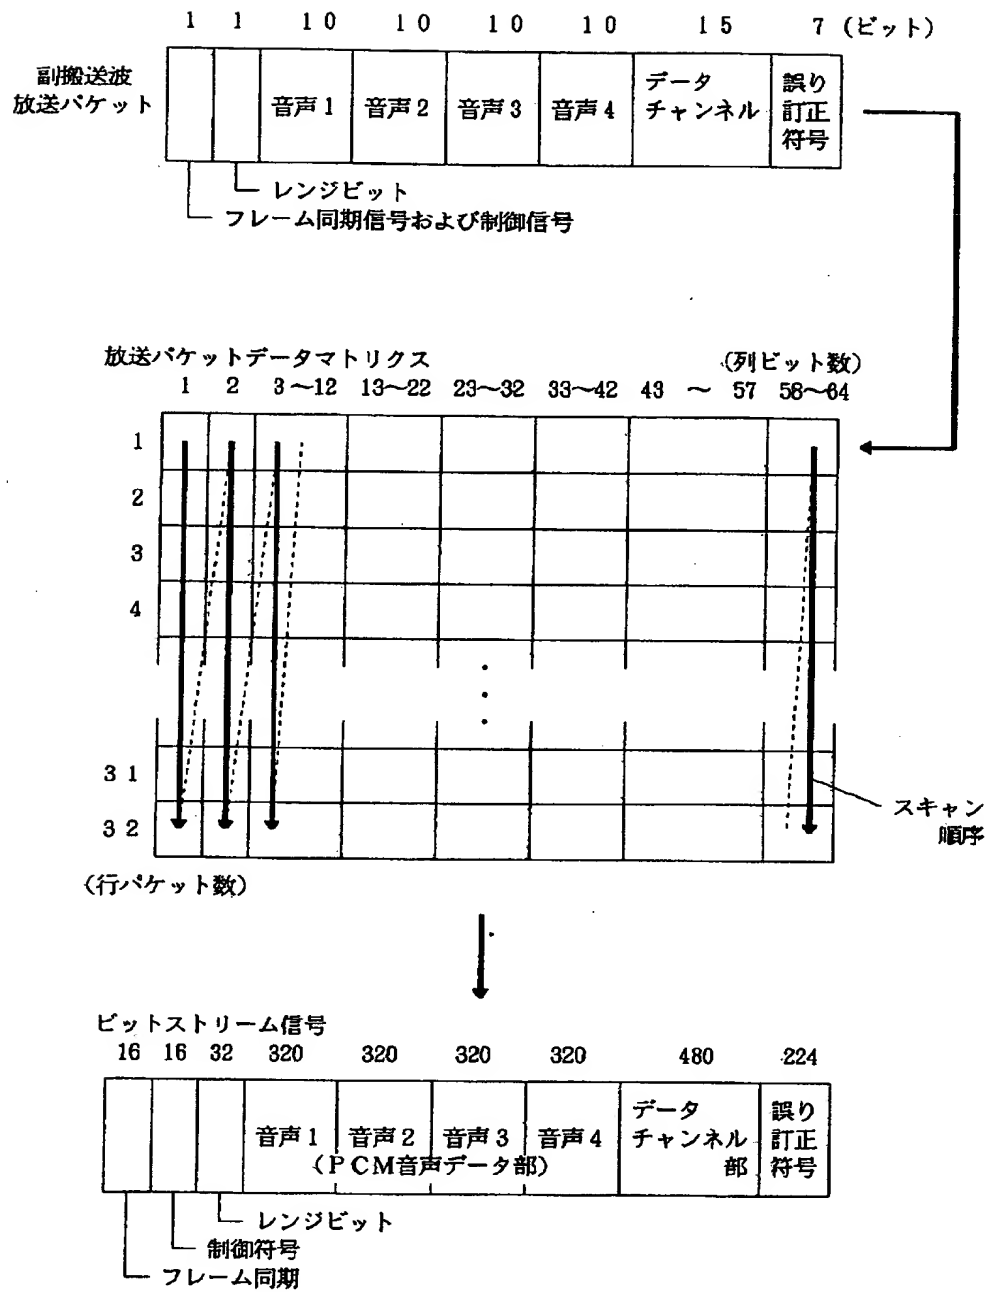 1 1 10 10 10 10 15 7 (ビット)
副搬送波
放送パケット
音声1 音声2 音声3 音声4 データ
チャンネル 誤り
訂正
符号
レンジビット
フレーム同期信号および制御信号
放送パケットデータマトリクス (列ビット数)
1 2 3〜12 13〜22 23〜32 33〜42 43 〜 57 58〜64
1
2
3
4
31
32
スキャン
順序
(行パケット数)
ビットストリーム信号
16 16 32 320 320 320 320 480 224
音声1 音声2 音声3 音声4 データ
チャンネル
部 誤り
訂正
符号
(PCM音声データ部)
レンジビット
制御符号
フレーム同期